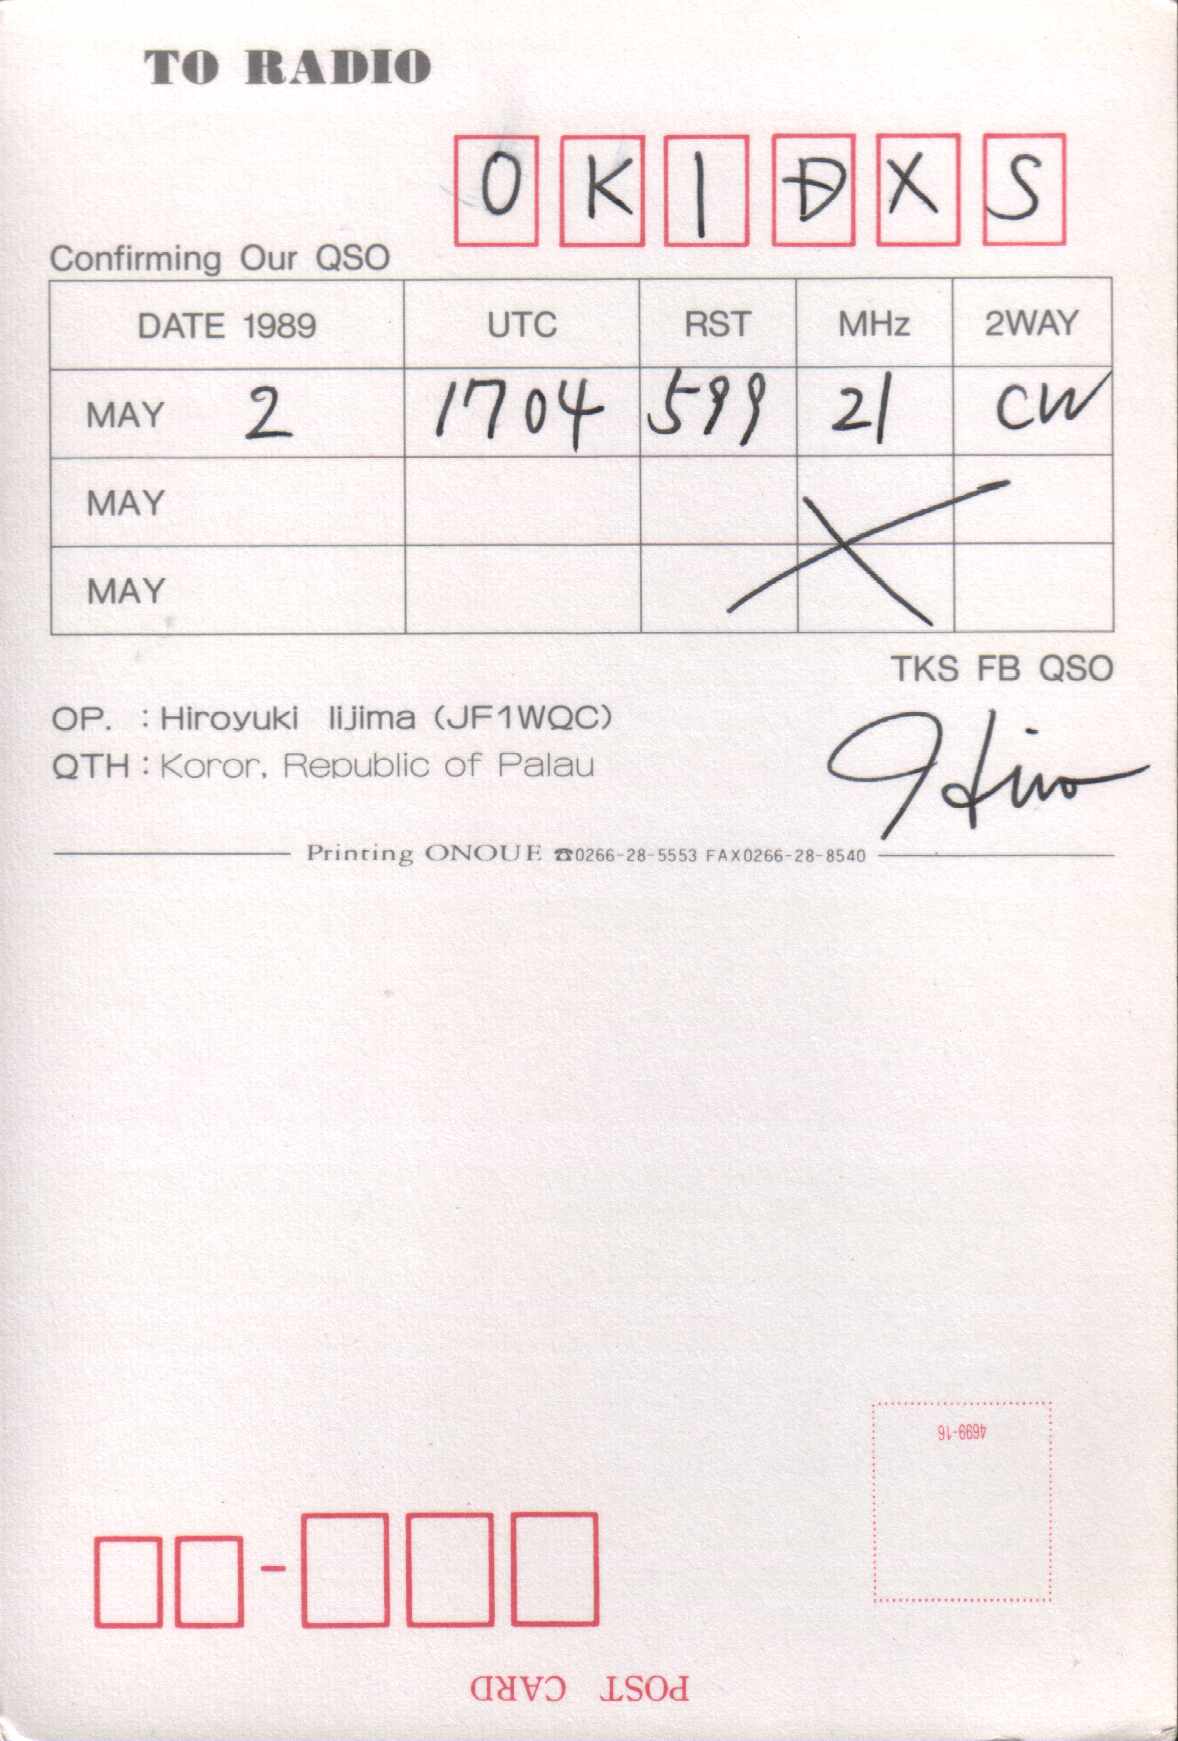 TO RADIO
OK1DXS
Confirming Our QSO
DATE 1989 UTC RST MHz 2WAY
MAY 2 1704 599 21 CW
MAY
MAY
TKS FB QSO
OP. : Hiroyuki Iijima (JF1WQC)
QTH : Koror, Republic of Palau
Hiro
Printing ONOUE ☎0266-28-5553 FAX0266-28-8540
4699-16
POST CARD